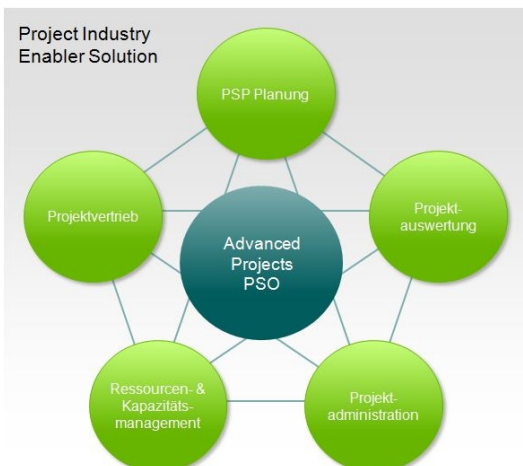 Project Industry
Enabler Solution
PSP Planung
Projektvertrieb
Projekt-
auswertung
Advanced
Projects
PSO
Ressourcen- &
Kapazitäts-
management
Projekt-
administration